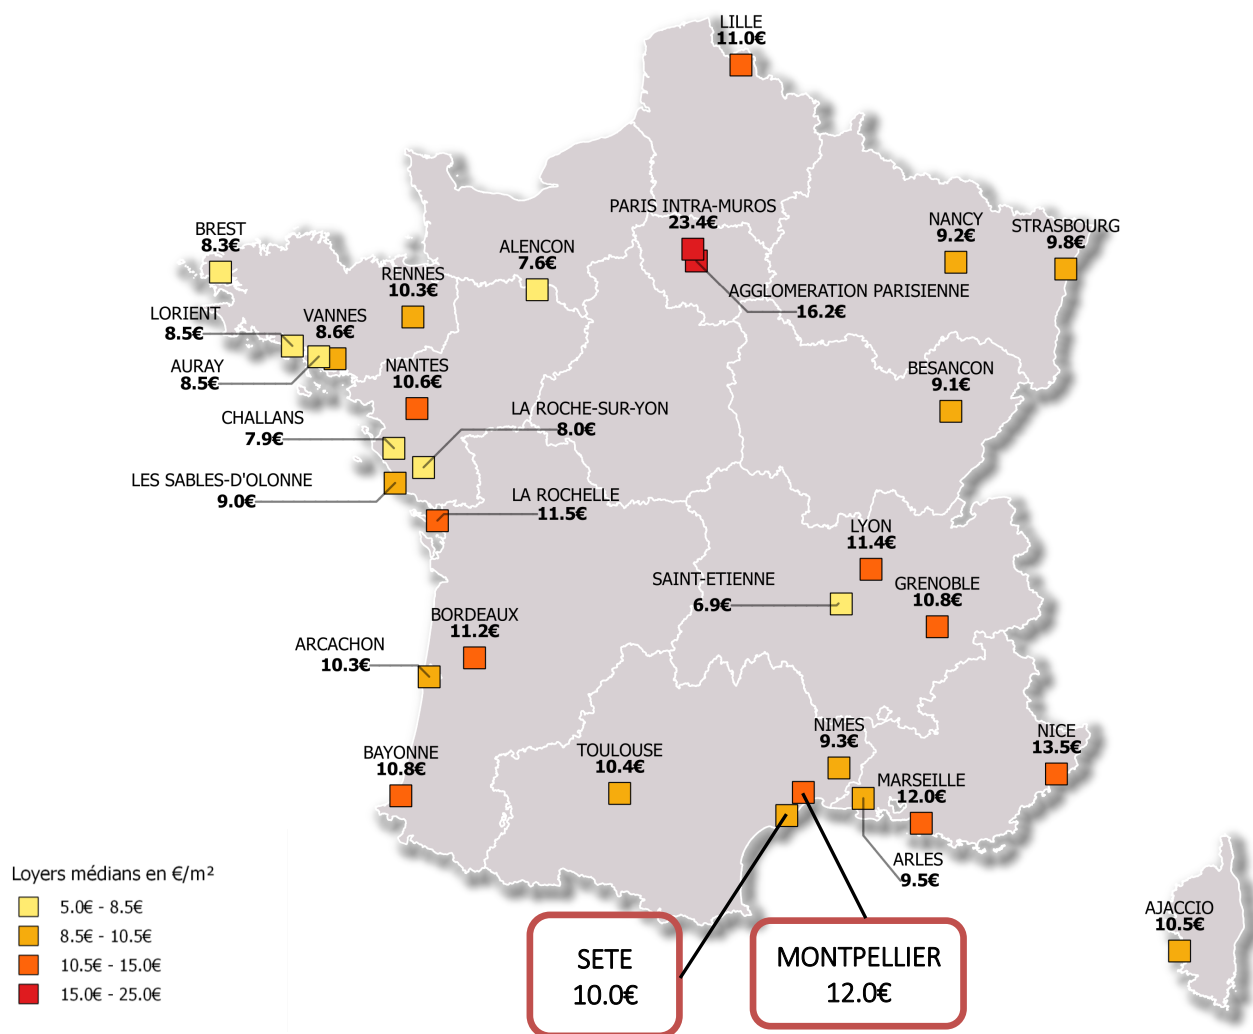 LILLE
11.0€
PARIS INTRA-MUROS
23.4€
BREST
8.3€
ALENCON
7.6€
NANCY
9.2€
STRASBOURG
9.8€
RENNES
10.3€
AGGLOMERATION PARISIENNE
16.2€
LORIENT
8.5€
VANNES
8.6€
AURAY
8.5€
NANTES
10.6€
BESANCON
9.1€
CHALLANS
7.9€
LA ROCHE-SUR-YON
8.0€
LES SABLES-D'OLONNE
9.0€
LA ROCHELLE
11.5€
LYON
11.4€
SAINT-ETIENNE
6.9€
GRENOBLE
10.8€
BORDEAUX
11.2€
ARCACHON
10.3€
BAYONNE
10.8€
TOULOUSE
10.4€
NIMES
9.3€
NICE
13.5€
MARSEILLE
12.0€
ARLES
9.5€
Loyers médians en €/m²
5.0€ - 8.5€
8.5€ - 10.5€
10.5€ - 15.0€
15.0€ - 25.0€
SETE
10.0€
MONTPELLIER
12.0€
AJACCIO
10.5€